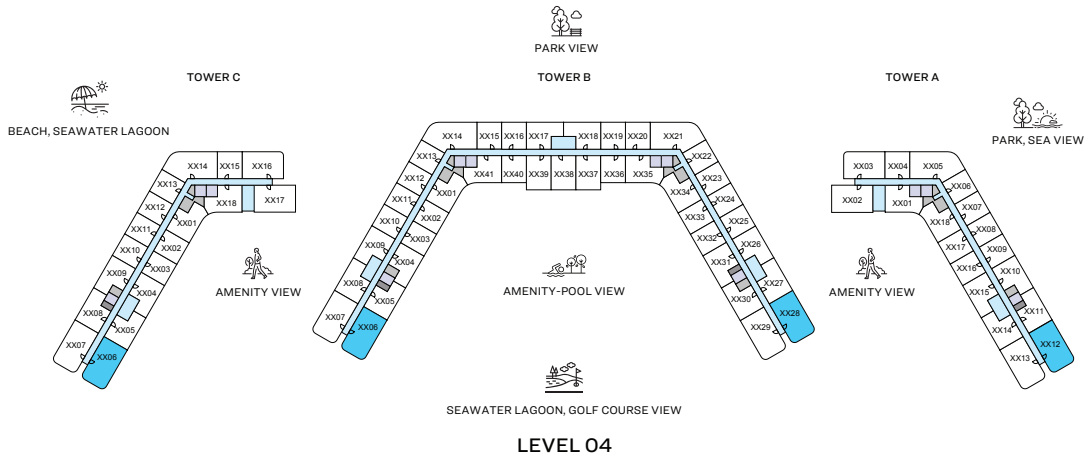 PARK VIEW
TOWER C
TOWER B
TOWER A
BEACH, SEAWATER LAGOON
PARK, SEA VIEW
XX14 XX15 XX16
XX13
XX12
XX11
XX10
XX09
XX08
XX07
XX01
XX18 XX17
XX02
XX03
XX04
XX05
XX06
AMENITY VIEW
XX14 XX15 XX16 XX17 XX18 XX19 XX20 XX21
XX13
XX12
XX11
XX10
XX09
XX08
XX07
XX41 XX40 XX39 XX38 XX37 XX36 XX35
XX01
XX02
XX03
XX04
XX05
XX06
XX22
XX23
XX24
XX25
XX26
XX27
XX28
XX34
XX33
XX32
XX31
XX30
XX29
AMENITY-POOL VIEW
AMENITY VIEW
XX03 XX04 XX05
XX02 XX01
XX06
XX07
XX08
XX09
XX10
XX11
XX12
XX18
XX17
XX16
XX15
XX14
XX13
SEAWATER LAGOON, GOLF COURSE VIEW
LEVEL 04